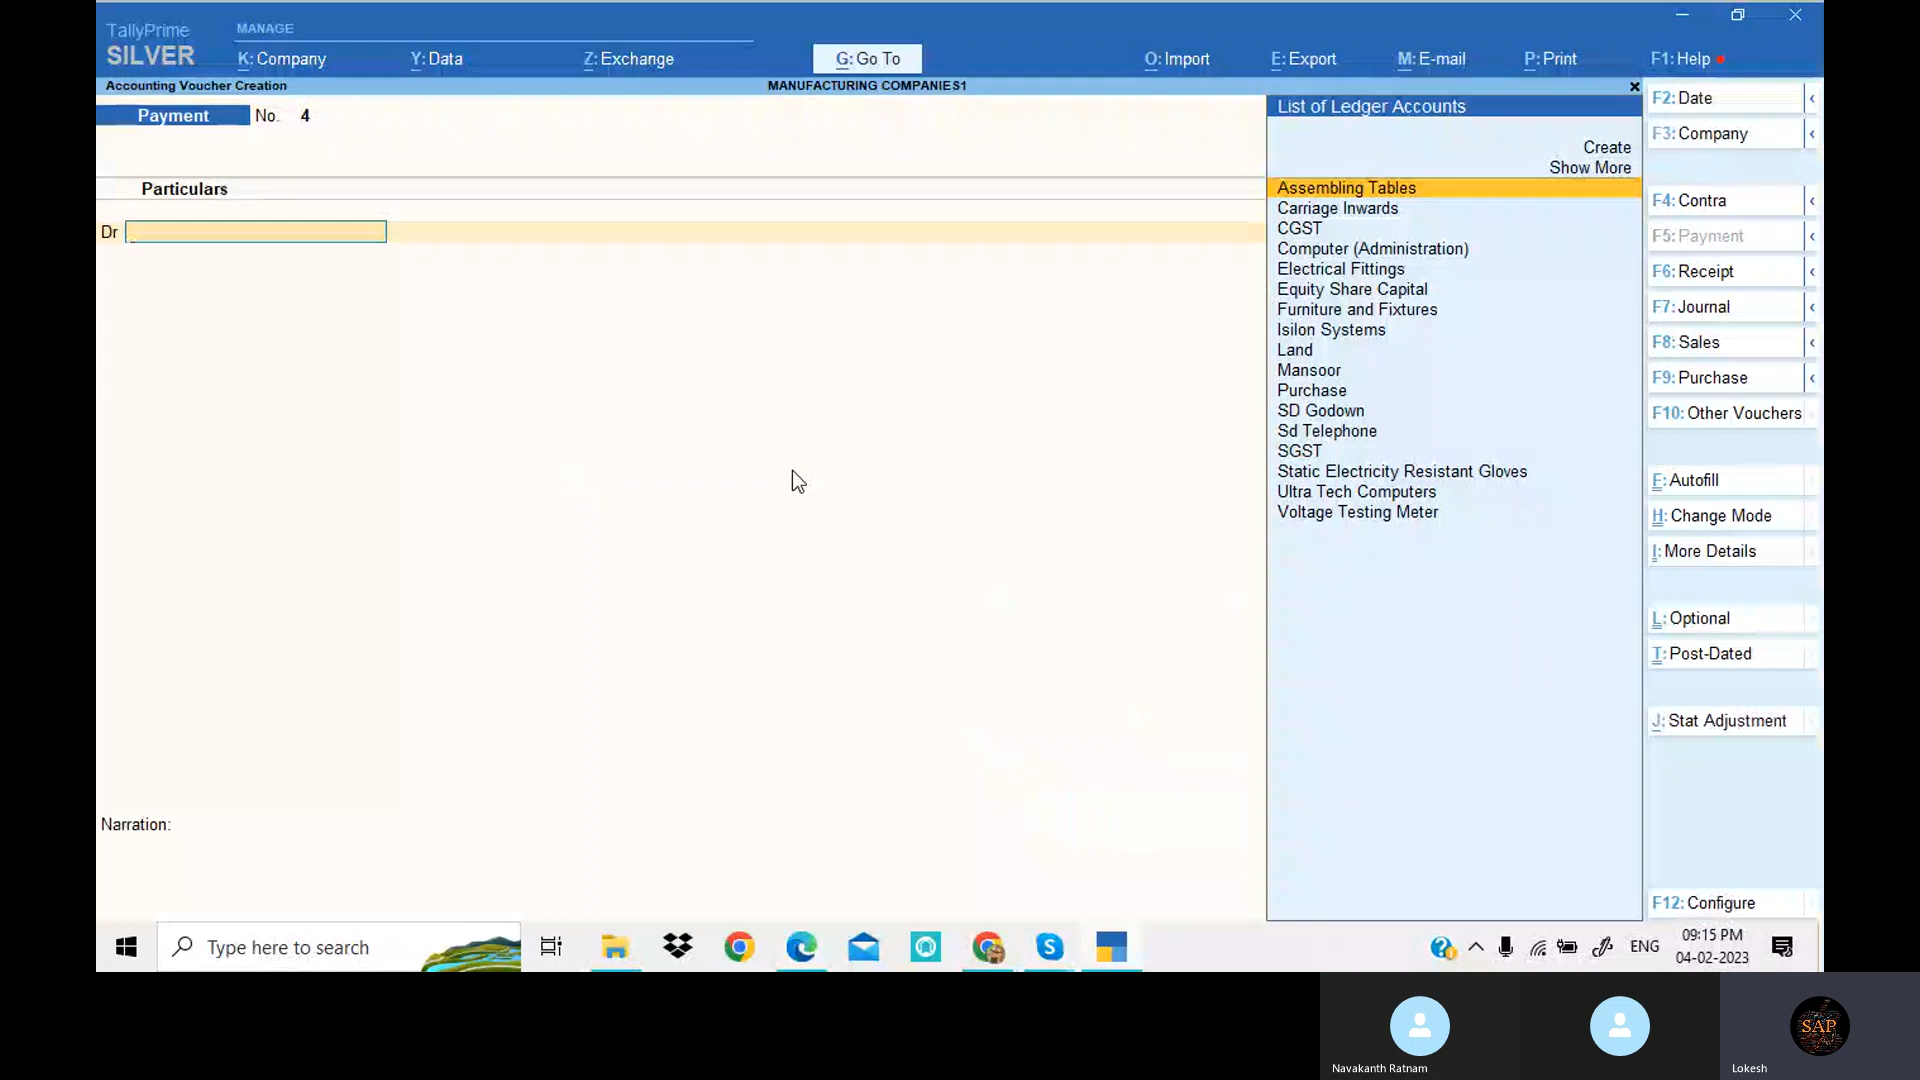 TallyPrime
SILVER
MANAGE
K: Company
Y: Data
Z: Exchange
G: Go To
O: Import
E: Export
M: E-mail
P: Print
F1: Help
Accounting Voucher Creation
MANUFACTURING COMPANIES1
Payment No. 4
Particulars
Dr
Narration:
List of Ledger Accounts
Create
Show More
Assembling Tables
Carriage Inwards
CGST
Computer (Administration)
Electrical Fittings
Equity Share Capital
Furniture and Fixtures
Isilon Systems
Land
Mansoor
Purchase
SD Godown
Sd Telephone
SGST
Static Electricity Resistant Gloves
Ultra Tech Computers
Voltage Testing Meter
F2: Date
F3: Company
F4: Contra
F5: Payment
F6: Receipt
F7: Journal
F8: Sales
F9: Purchase
F10: Other Vouchers
F: Autofill
H: Change Mode
I: More Details
L: Optional
T: Post-Dated
J: Stat Adjustment
F12: Configure
Type here to search
ENG
09:15 PM
04-02-2023
SAP
Navakanth Ratnam
Lokesh